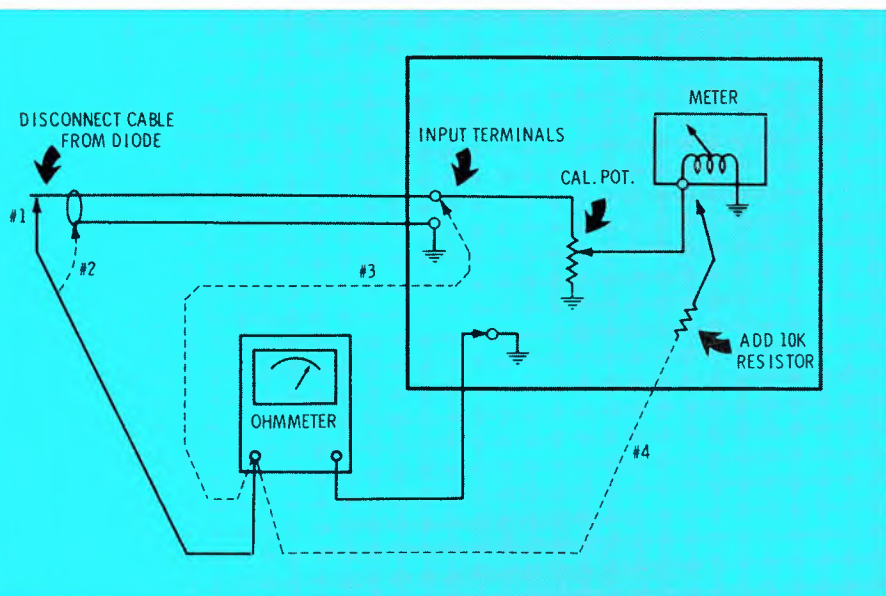 DISCONNECT CABLE
FROM DIODE
INPUT TERMINALS
METER
CAL. POT.
#1
#2
#3
ADD 10K
RESISTOR
OHMMETER
#4